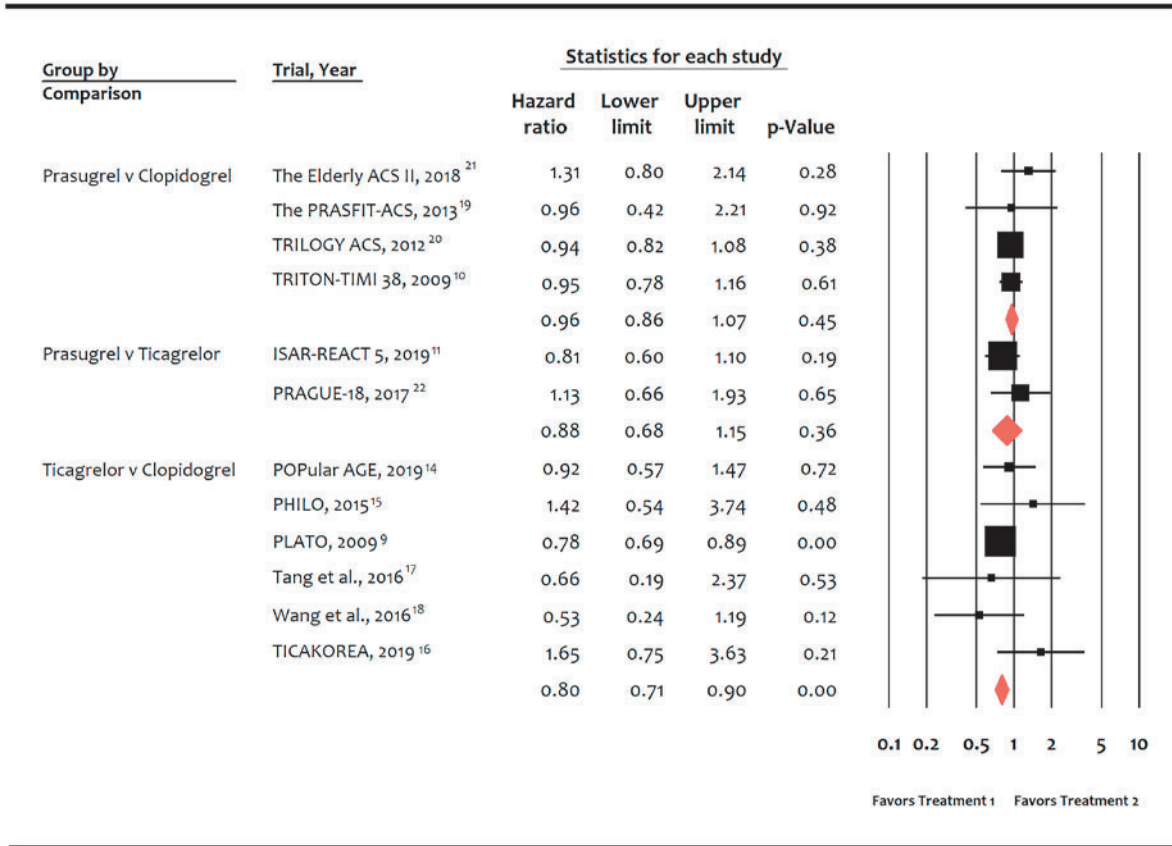 Statistics for each study
Group by Trial, Year
Comparison
Hazard Lower Upper
ratio limit limit p-Value
Prasugrel v Clopidogrel The Elderly ACS II, 2018 21 1.31 0.80 2.14 0.28
The PRASFIT-ACS, 2013 19 0.96 0.42 2.21 0.92
TRILOGY ACS, 2012 20 0.94 0.82 1.08 0.38
TRITON-TIMI 38, 2009 10 0.95 0.78 1.16 0.61
0.96 0.86 1.07 0.45
Prasugrel v Ticagrelor ISAR-REACT 5, 2019 11 0.81 0.60 1.10 0.19
PRAGUE-18, 2017 22 1.13 0.66 1.93 0.65
0.88 0.68 1.15 0.36
Ticagrelor v Clopidogrel POPular AGE, 2019 14 0.92 0.57 1.47 0.72
PHILO, 2015 15 1.42 0.54 3.74 0.48
PLATO, 2009 9 0.78 0.69 0.89 0.00
Tang et al., 2016 17 0.66 0.19 2.37 0.53
Wang et al., 2016 18 0.53 0.24 1.19 0.12
TICAKOREA, 2019 16 1.65 0.75 3.63 0.21
0.80 0.71 0.90 0.00
0.1 0.2 0.5 1 2 5 10
Favors Treatment 1 Favors Treatment 2